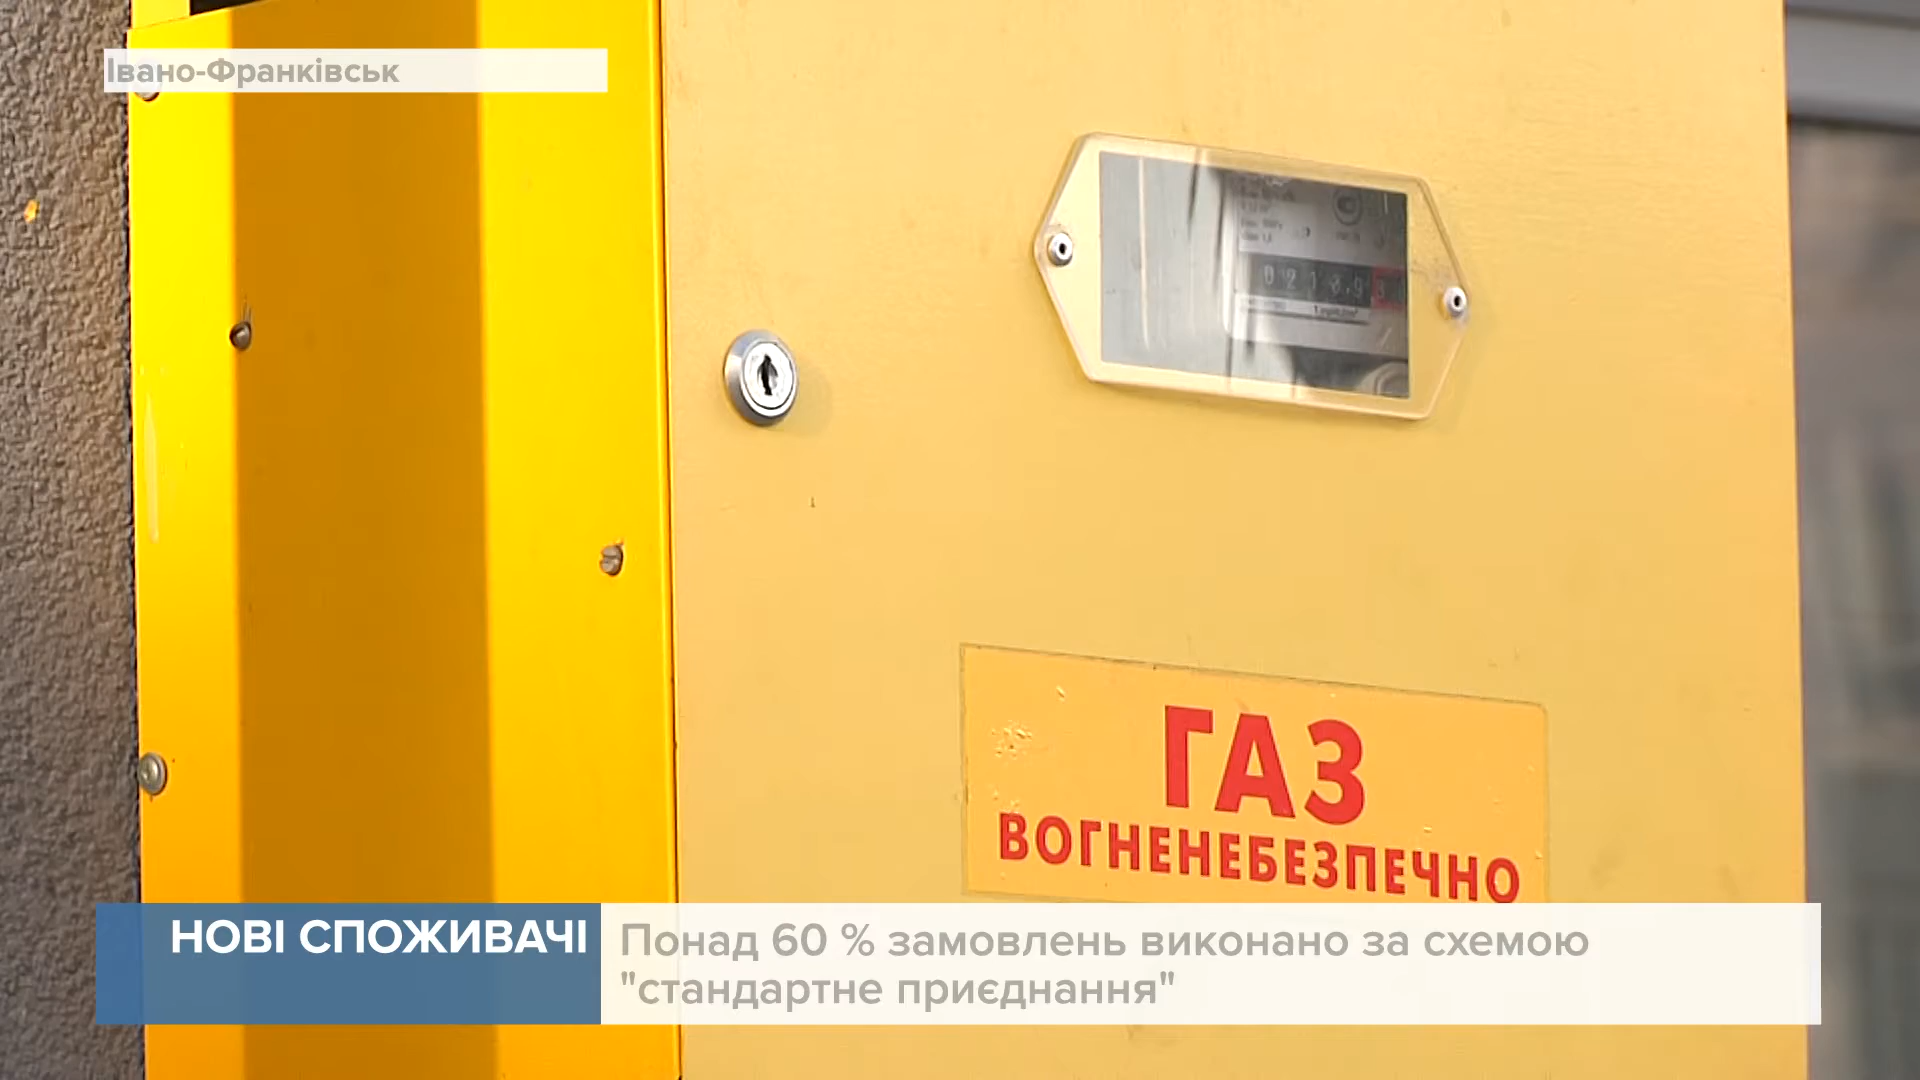 Івано-Франківськ
ГАЗ
ВОГНЕНЕБЕЗПЕЧНО
НОВІ СПОЖИВАЧІ
Понад 60 % замовлень виконано за схемою
"стандартне приєднання"